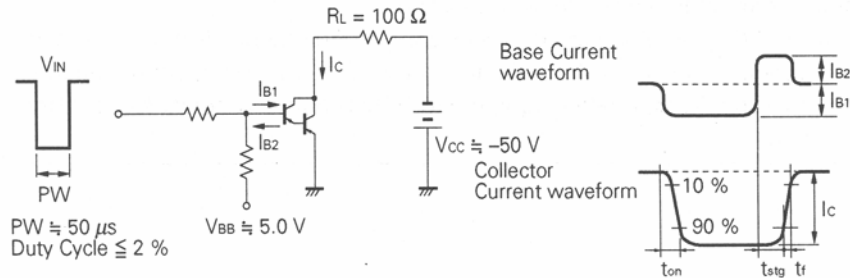 RL = 100 Ω
VIN
IC
IB1
IB2
VCC ≒ –50 V
PW
PW ≒ 50 μs
Duty Cycle ≦ 2 %
VBB ≒ 5.0 V
Base Current
waveform
IB2
IB1
Collector
Current waveform
10 %
90 %
IC
ton
tstg
tf